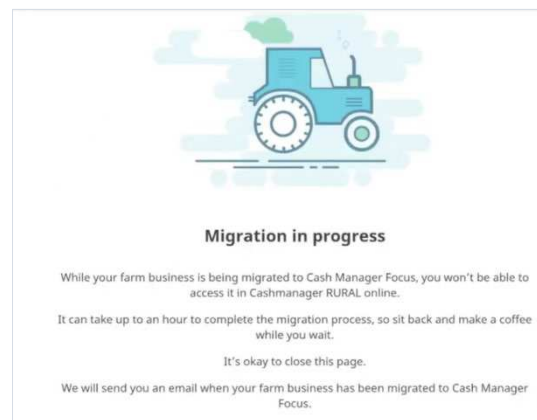 Migration in progress
While your farm business is being migrated to Cash Manager Focus, you won't be able to
access it in Cashmanager RURAL online.
It can take up to an hour to complete the migration process, so sit back and make a coffee
while you wait.
It's okay to close this page.
We will send you an email when your farm business has been migrated to Cash Manager
Focus.